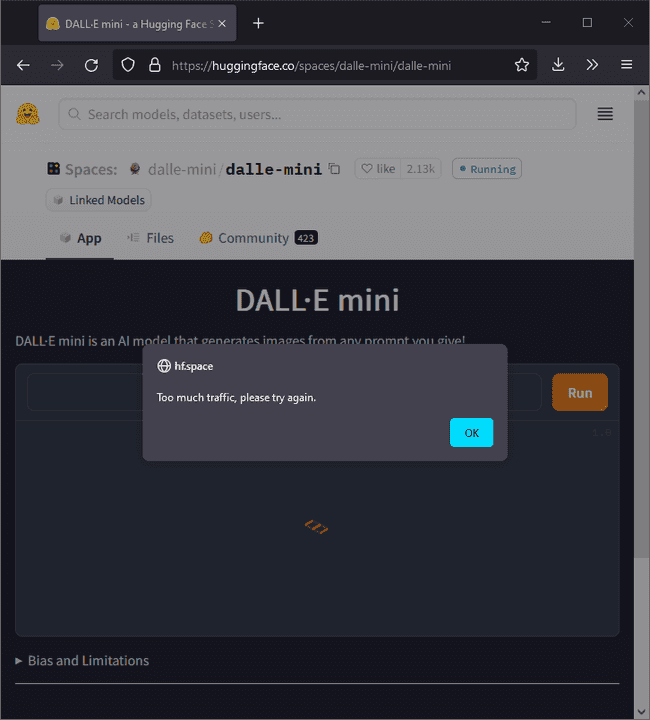 DALL·E mini - a Hugging Face S
https://huggingface.co/spaces/dalle-mini/dalle-mini
Search models, datasets, users...
Spaces: dalle-mini/dalle-mini like 2.13k Running
Linked Models
App Files Community 423
DALL·E mini
DALL·E mini is an AI model that generates images from any prompt you give!
hf.space
Too much traffic, please try again.
OK
Run
Bias and Limitations